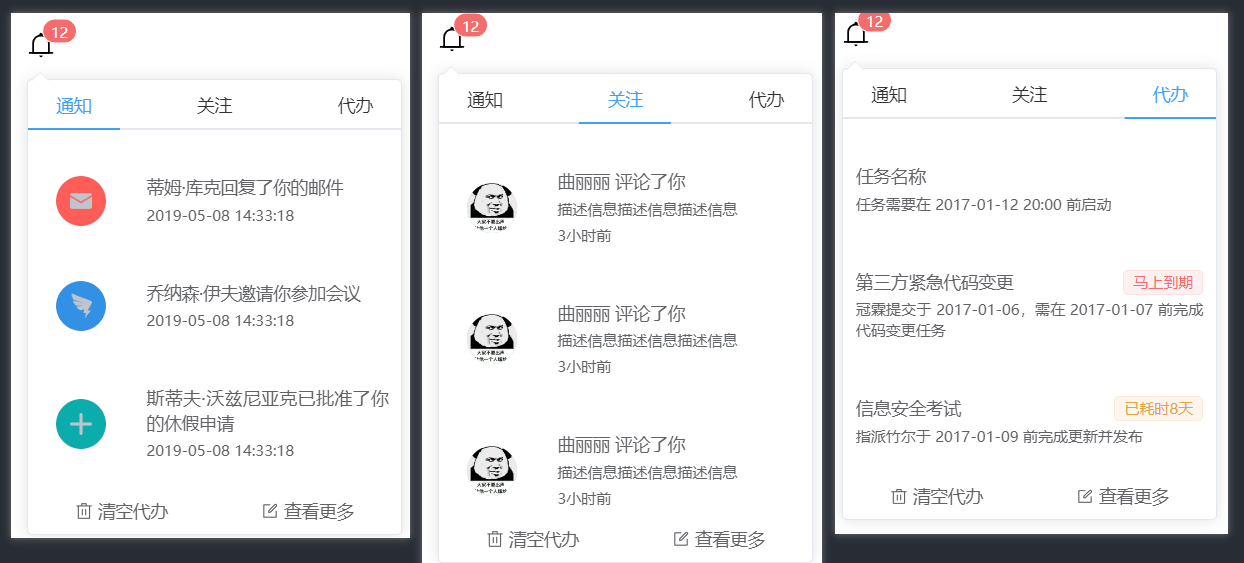 12
通知
关注
代办
蒂姆·库克回复了你的邮件
2019-05-08 14:33:18
乔纳森·伊夫邀请你参加会议
2019-05-08 14:33:18
斯蒂夫·沃兹尼亚克已批准了你
的休假申请
2019-05-08 14:33:18
清空代办
查看更多
12
通知
关注
代办
曲丽丽 评论了你
描述信息描述信息描述信息
3小时前
曲丽丽 评论了你
描述信息描述信息描述信息
3小时前
曲丽丽 评论了你
描述信息描述信息描述信息
3小时前
清空代办
查看更多
12
通知
关注
代办
任务名称
任务需要在 2017-01-12 20:00 前启动
第三方紧急代码变更
马上到期
冠霖提交于 2017-01-06，需在 2017-01-07 前完成
代码变更任务
信息安全考试
已耗时8天
指派竹尔于 2017-01-09 前完成更新并发布
清空代办
查看更多